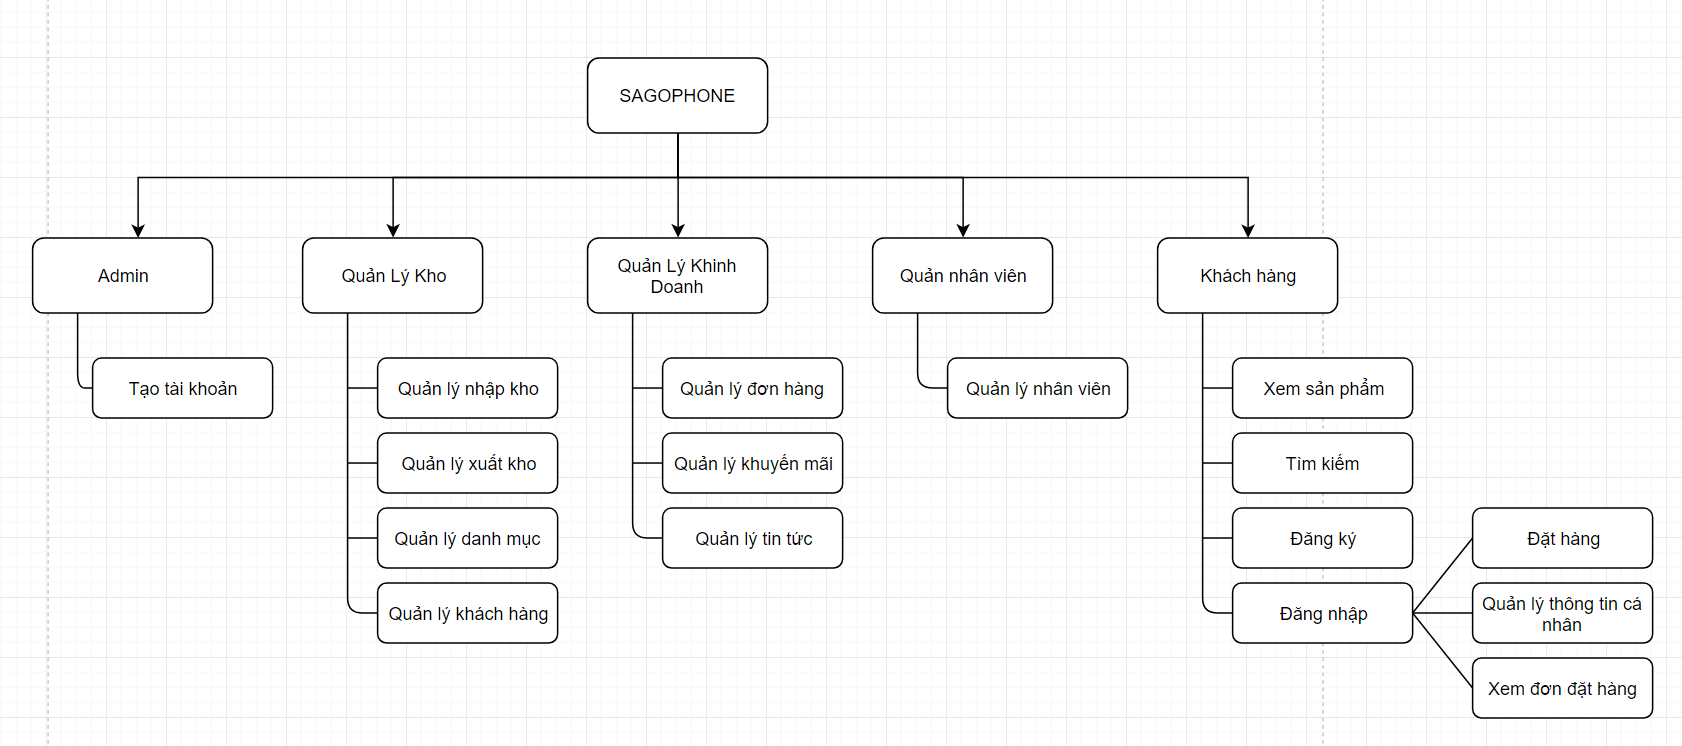 SAGOPHONE
Admin
Quản Lý Kho
Quản Lý Khinh
Doanh
Quản nhân viên
Khách hàng
Tạo tài khoản
Quản lý nhập kho
Quản lý đơn hàng
Quản lý nhân viên
Xem sản phẩm
Quản lý xuất kho
Quản lý khuyến mãi
Tìm kiếm
Quản lý danh mục
Quản lý tin tức
Đăng ký
Đặt hàng
Quản lý khách hàng
Đăng nhập
Quản lý thông tin cá
nhân
Xem đơn đặt hàng